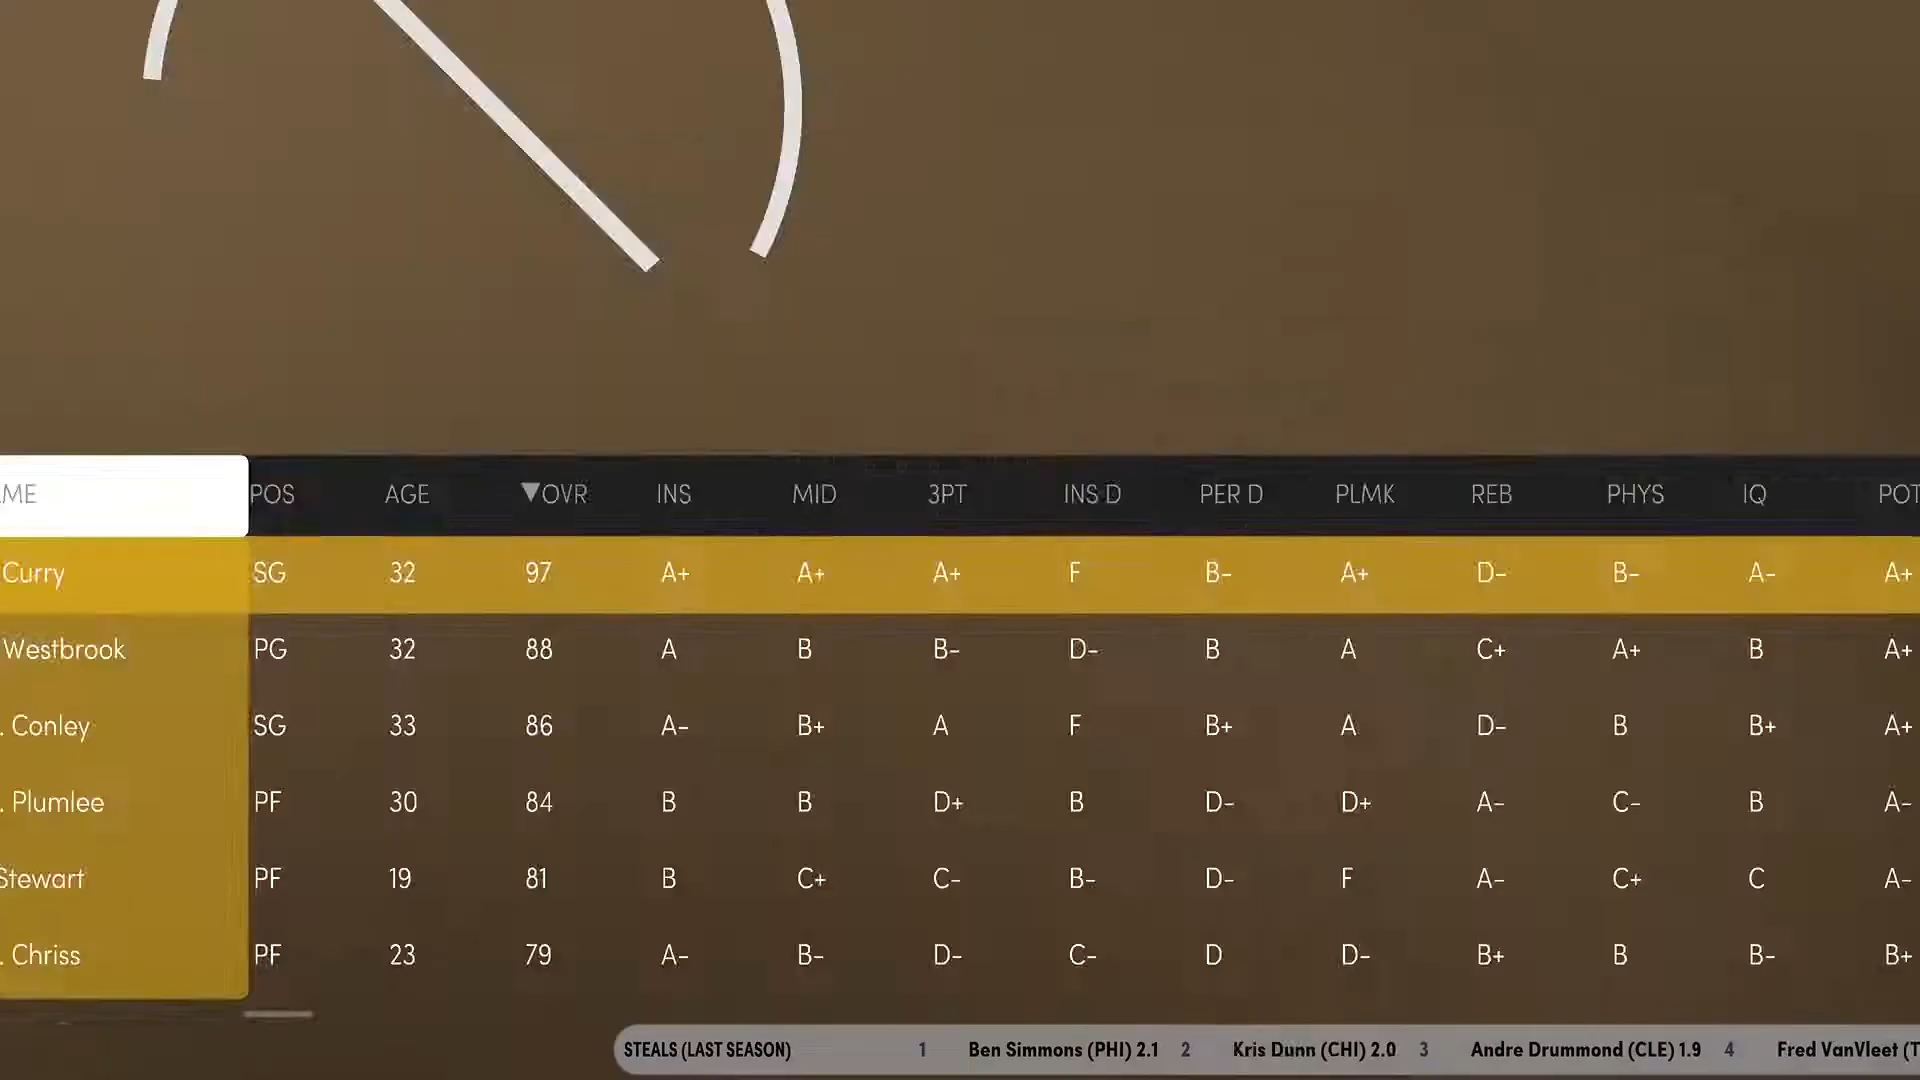 ME POS AGE ▼OVR INS MID 3PT INS D PER D PLMK REB PHYS IQ POT
Curry SG 32 97 A+ A+ A+ F B- A+ D- B- A- A+
Westbrook PG 32 88 A B B- D- B A C+ A+ B A+
. Conley SG 33 86 A- B+ A F B+ A D- B B+ A+
. Plumlee PF 30 84 B B D+ B D- D+ A- C- B A-
Stewart PF 19 81 B C+ C- B- D- F A- C+ C A-
. Chriss PF 23 79 A- B- D- C- D D- B+ B B- B+
STEALS (LAST SEASON) 1 Ben Simmons (PHI) 2.1 2 Kris Dunn (CHI) 2.0 3 Andre Drummond (CLE) 1.9 4 Fred VanVleet (T